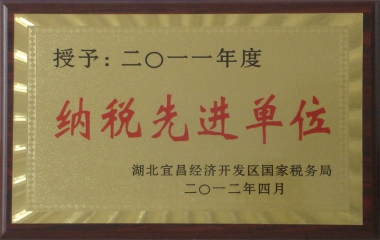 授予:二〇一一年度
纳税先进单位
湖北宜昌经济开发区国家税务局
二〇一二年四月